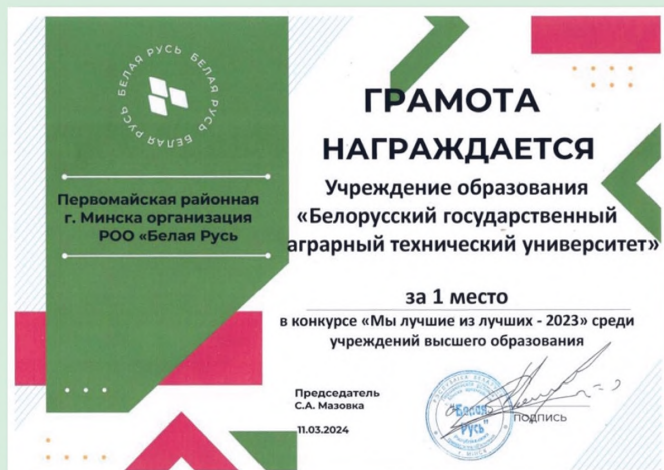 БЕЛАЯ РУСЬ БЕЛАЯ РУСЬ БЕЛАЯ РУСЬ
Первомайская районная
г. Минска организация
РОО «Белая Русь
ГРАМОТА
НАГРАЖДАЕТСЯ
Учреждение образования
«Белорусский государственный
аграрный технический университет»
за 1 место
в конкурсе «Мы лучшие из лучших - 2023» среди
учреждений высшего образования
Председатель
С.А. Мазовка
11.03.2024
"Белая
Русь"
г. МИНСК
ПОДПИСЬ